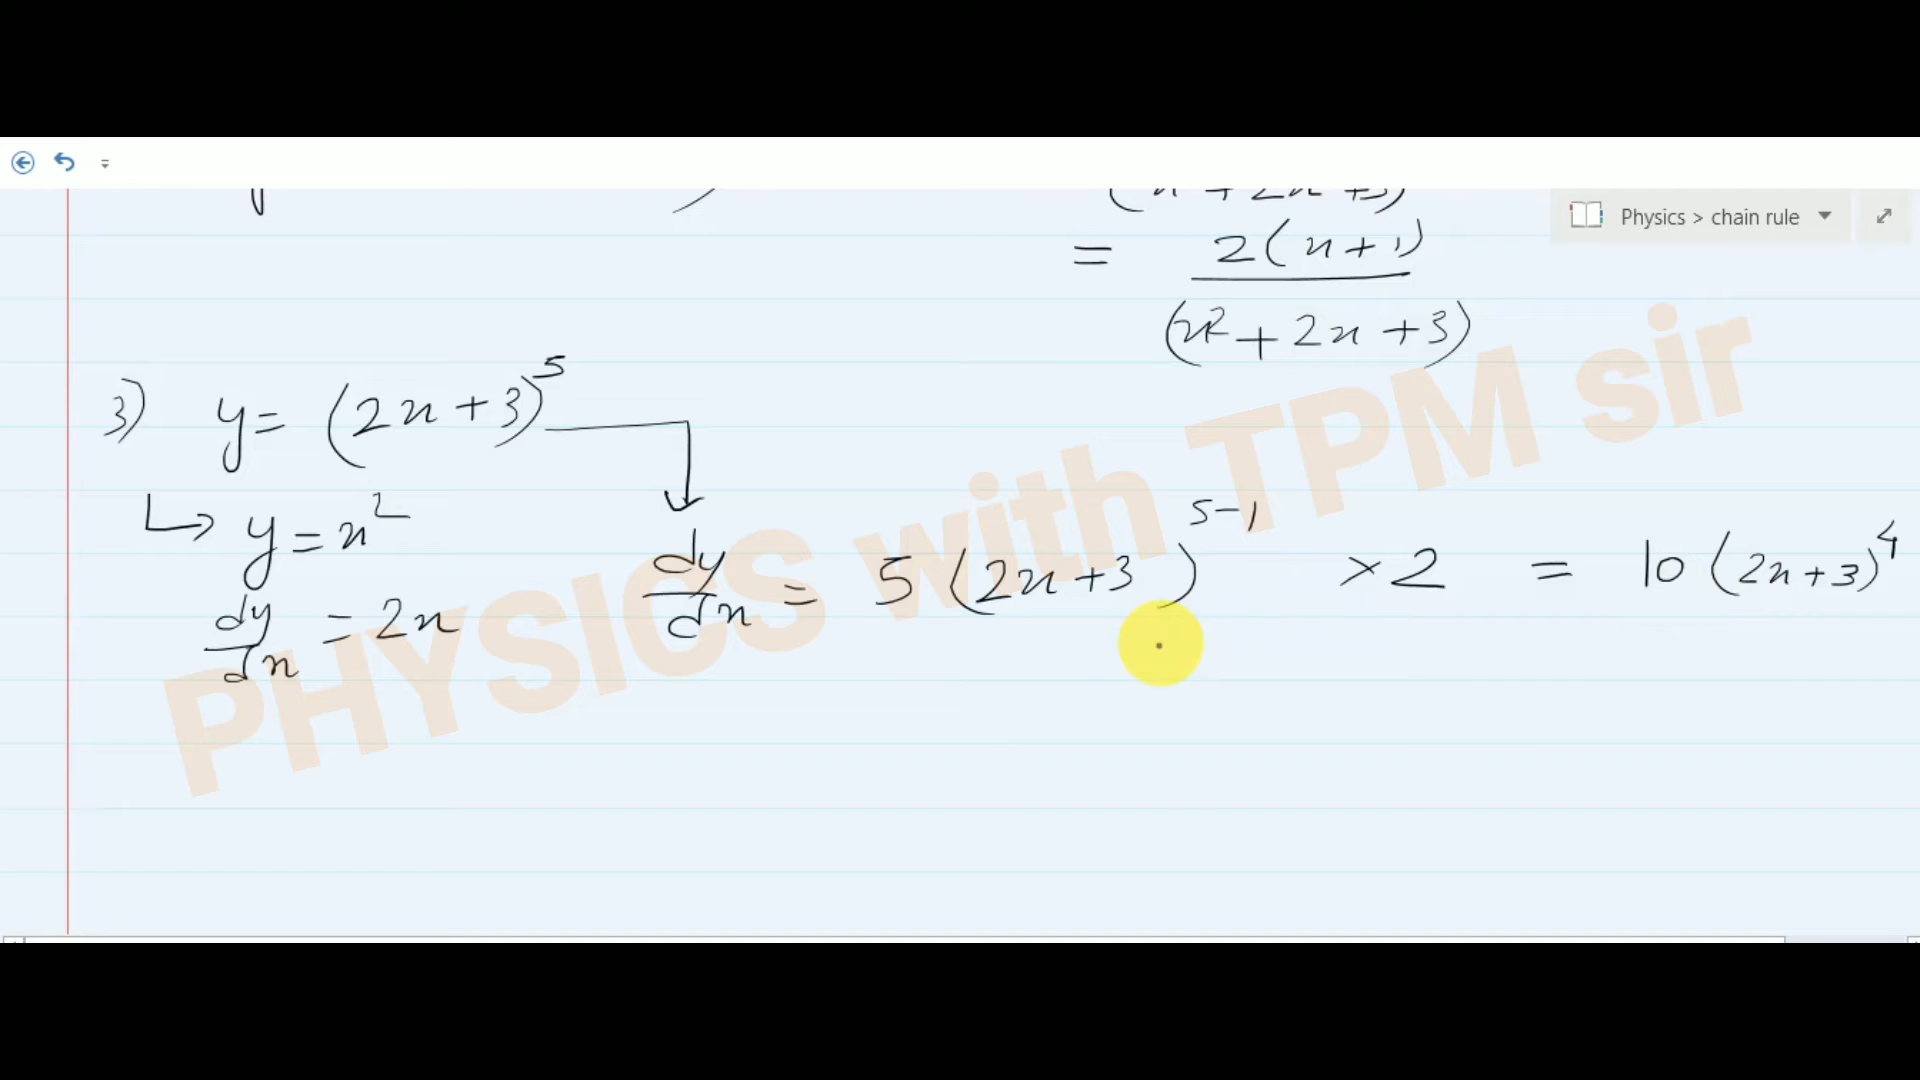 Physics > chain rule
= 2(x+1) / (x²+2x+3)
3) y = (2x+3)⁵
↳ y = x²
dy/dx = 2x
dy/dx = 5(2x+3)⁵⁻¹ ×2 = 10(2x+3)⁴
PHYSICS with TPM sir